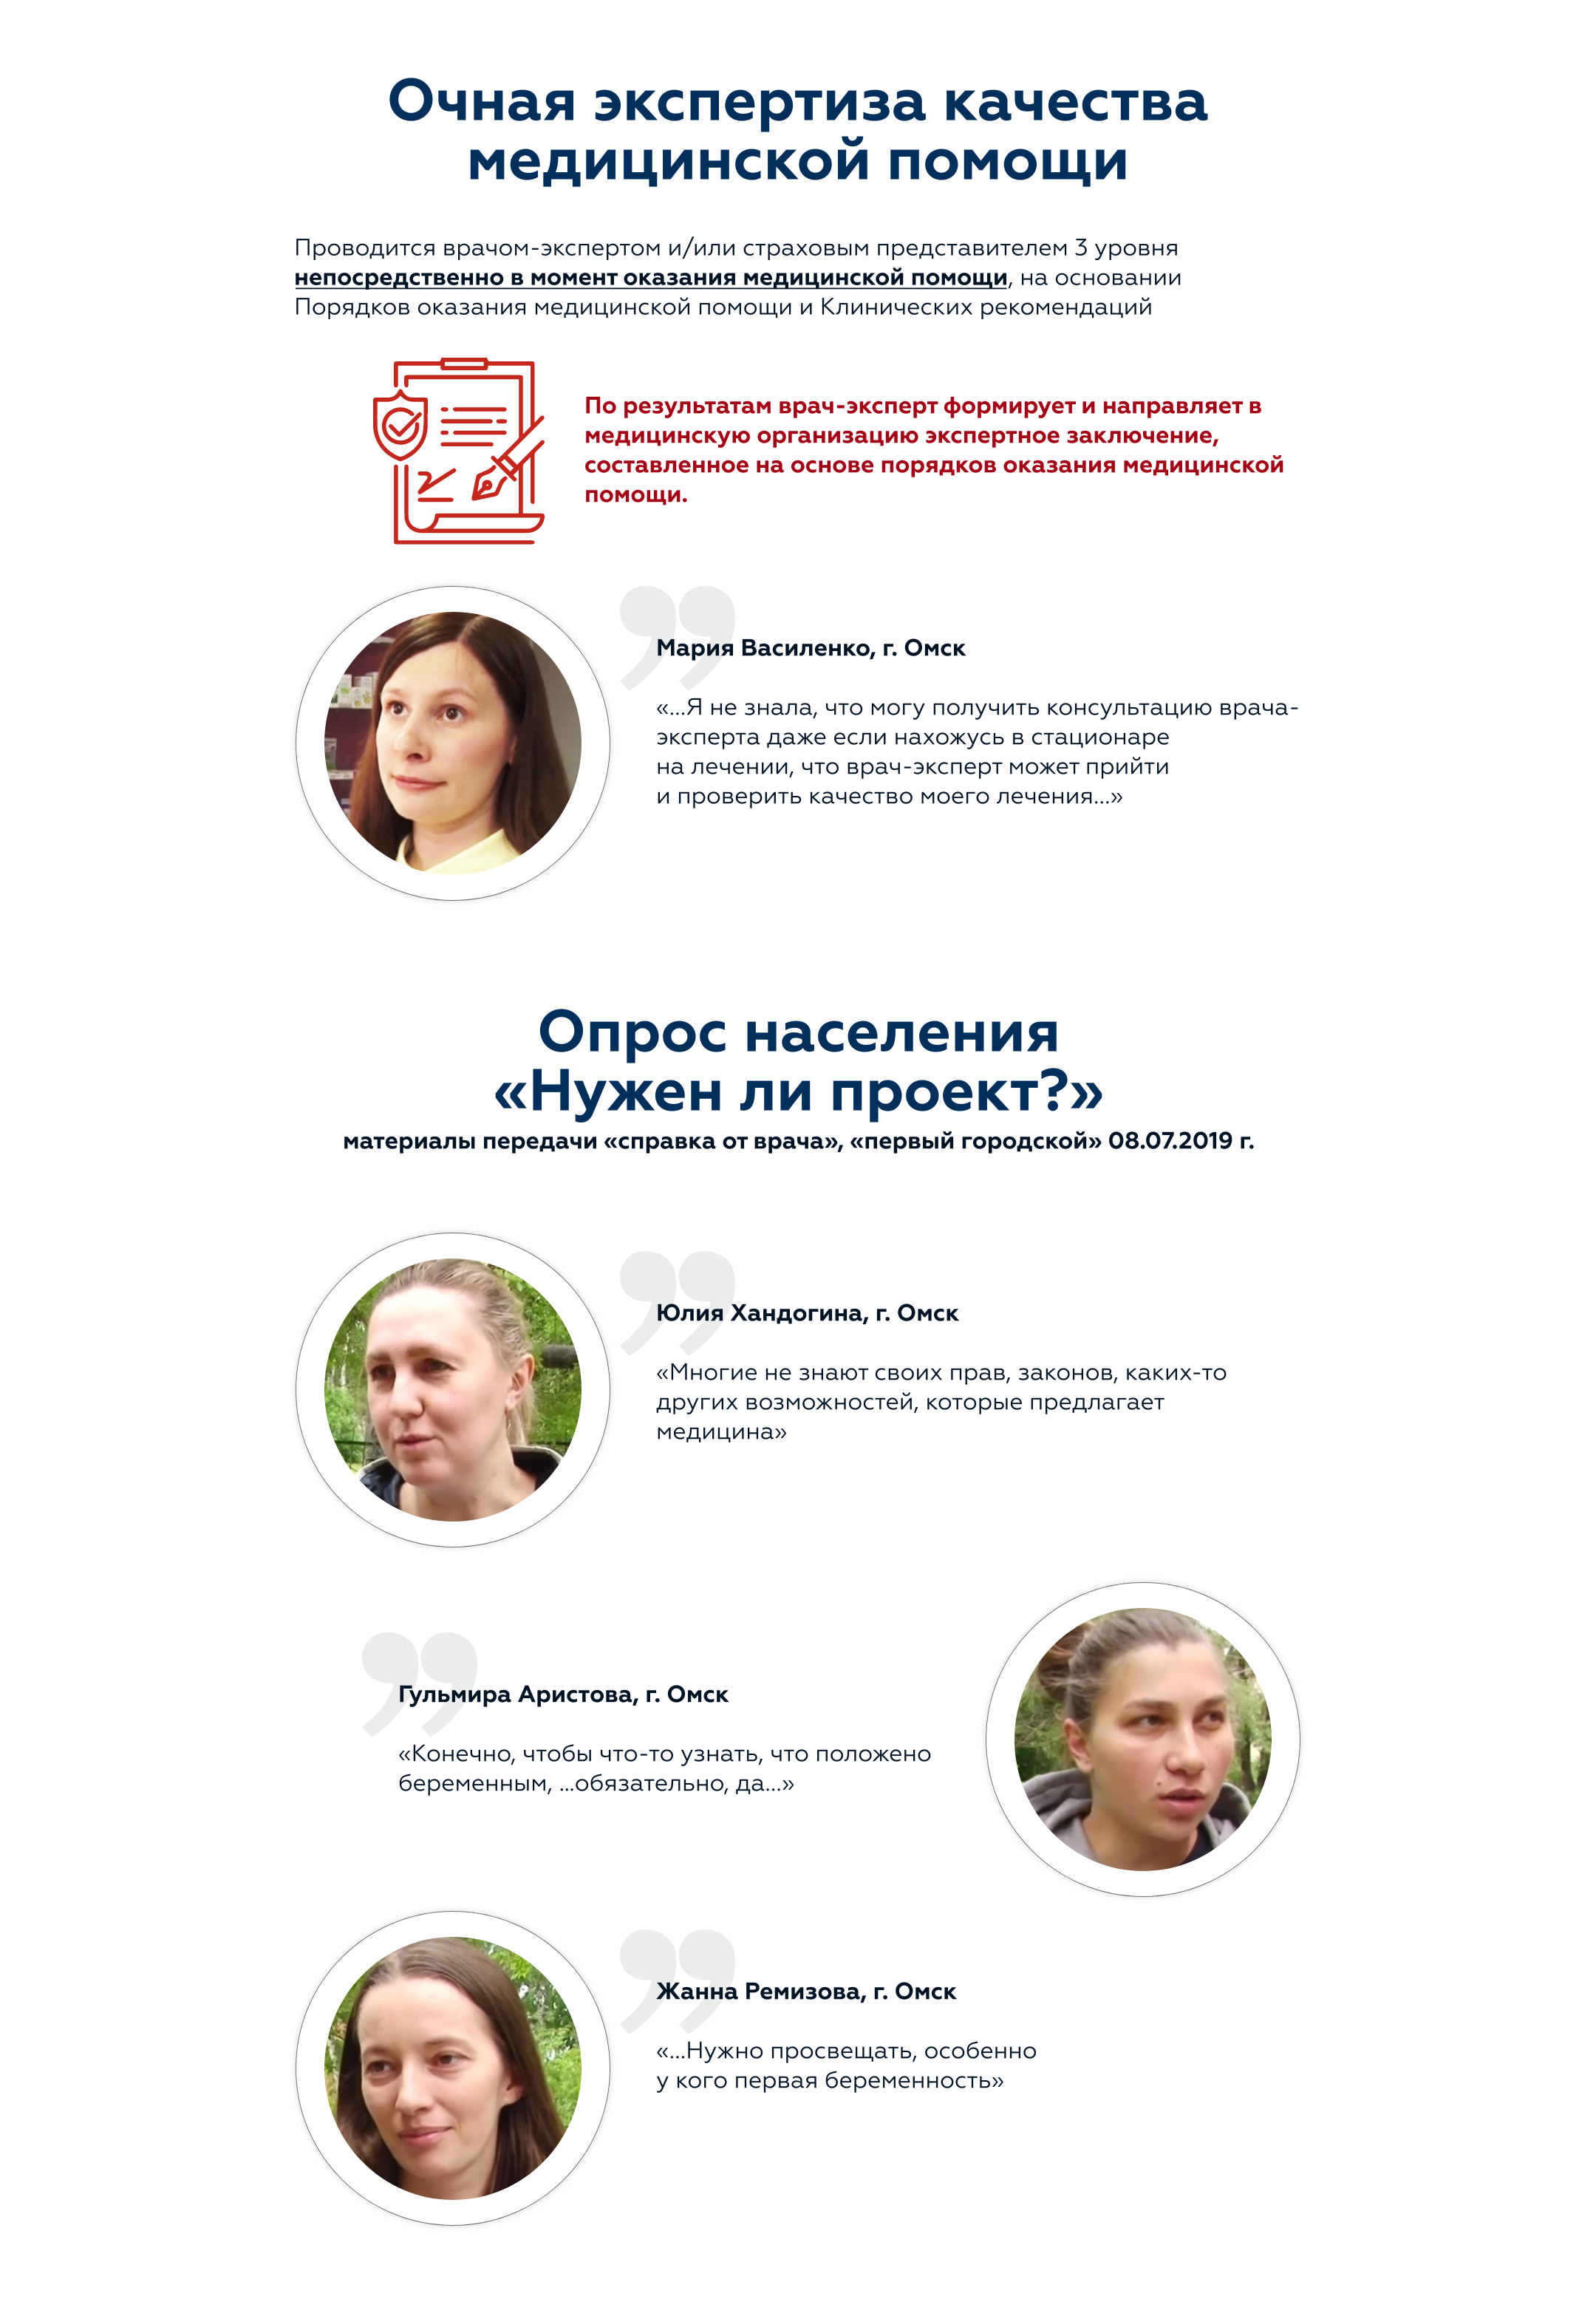 Очная экспертиза качества
медицинской помощи
Проводится врачом-экспертом и/или страховым представителем 3 уровня
непосредственно в момент оказания медицинской помощи, на основании
Порядков оказания медицинской помощи и Клинических рекомендаций
По результатам врач-эксперт формирует и направляет в
медицинскую организацию экспертное заключение,
составленное на основе порядков оказания медицинской
помощи.
Мария Василенко, г. Омск
«...Я не знала, что могу получить консультацию врача-
эксперта даже если нахожусь в стационаре
на лечении, что врач-эксперт может прийти
и проверить качество моего лечения...»
Опрос населения
«Нужен ли проект?»
материалы передачи «справка от врача», «первый городской» 08.07.2019 г.
Юлия Хандогина, г. Омск
«Многие не знают своих прав, законов, каких-то
других возможностей, которые предлагает
медицина»
Гульмира Аристова, г. Омск
«Конечно, чтобы что-то узнать, что положено
беременным, ...обязательно, да...»
Жанна Ремизова, г. Омск
«...Нужно просвещать, особенно
у кого первая беременность»